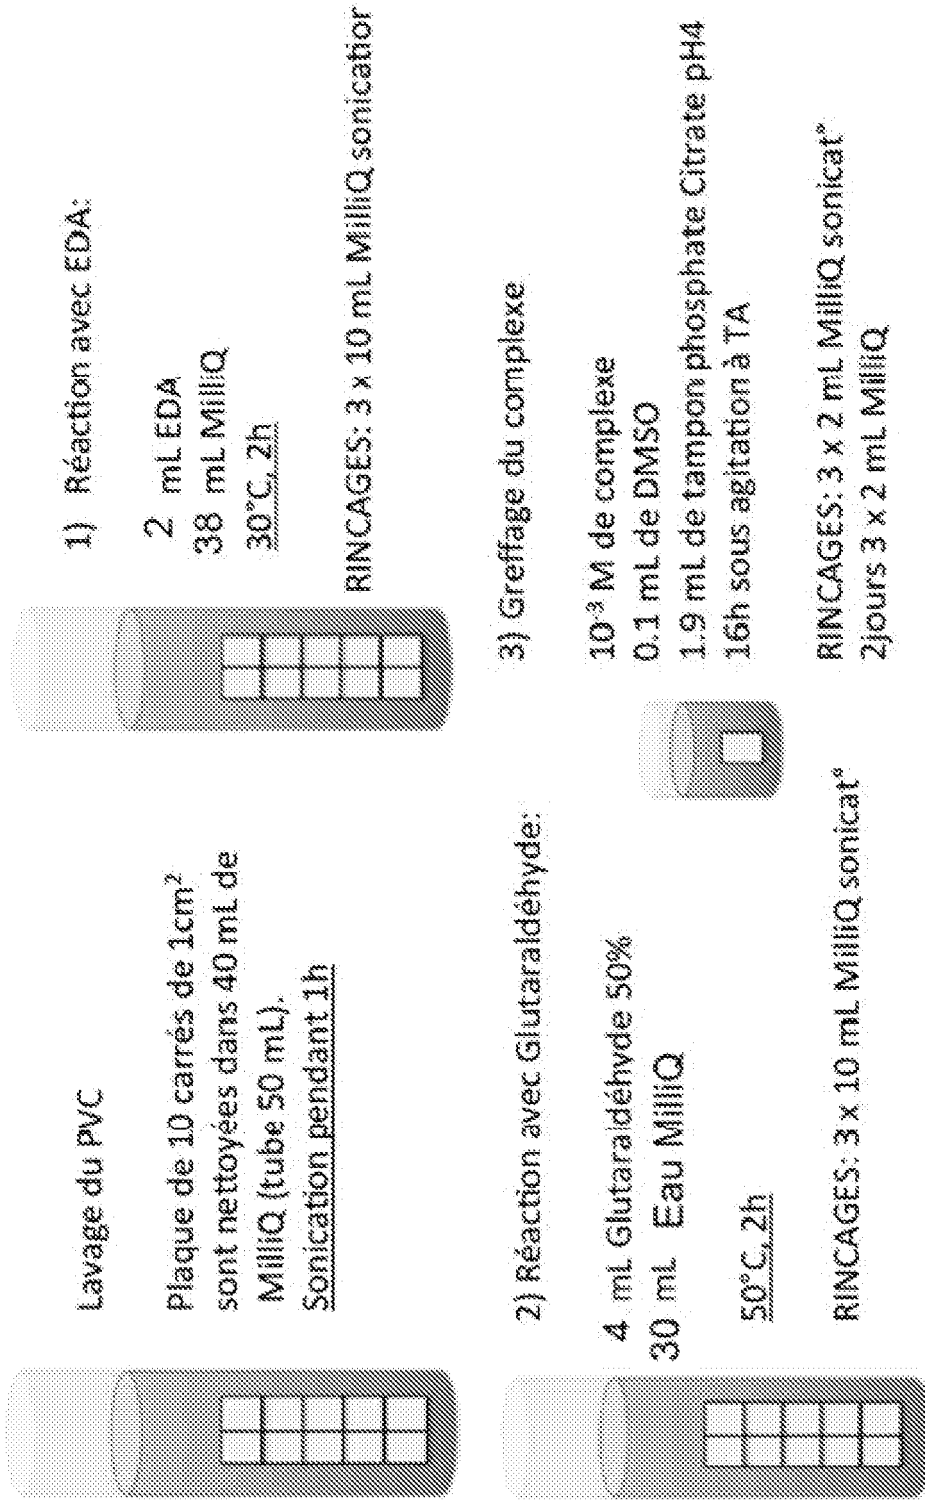 Lavage du PVC
Plaque de 10 carrés de 1cm²
sont nettoyées dans 40 mL de
MilliQ (tube 50 mL).
Sonication pendant 1h
1) Réaction avec EDA:
2 mL EDA
38 mL MilliQ
30°C, 2h
RINCAGES: 3 x 10 mL MilliQ sonication
2) Réaction avec Glutaraldéhyde:
4 mL Glutaraldéhyde 50%
30 mL Eau MilliQ
50°C, 2h
RINCAGES: 3 x 10 mL MilliQ sonicat°
3) Greffage du complexe
10⁻³ M de complexe
0.1 mL de DMSO
1.9 mL de tampon phosphate Citrate pH4
16h sous agitation à TA
RINCAGES: 3 x 2 mL MilliQ sonicat°
2jours 3 x 2 mL MilliQ